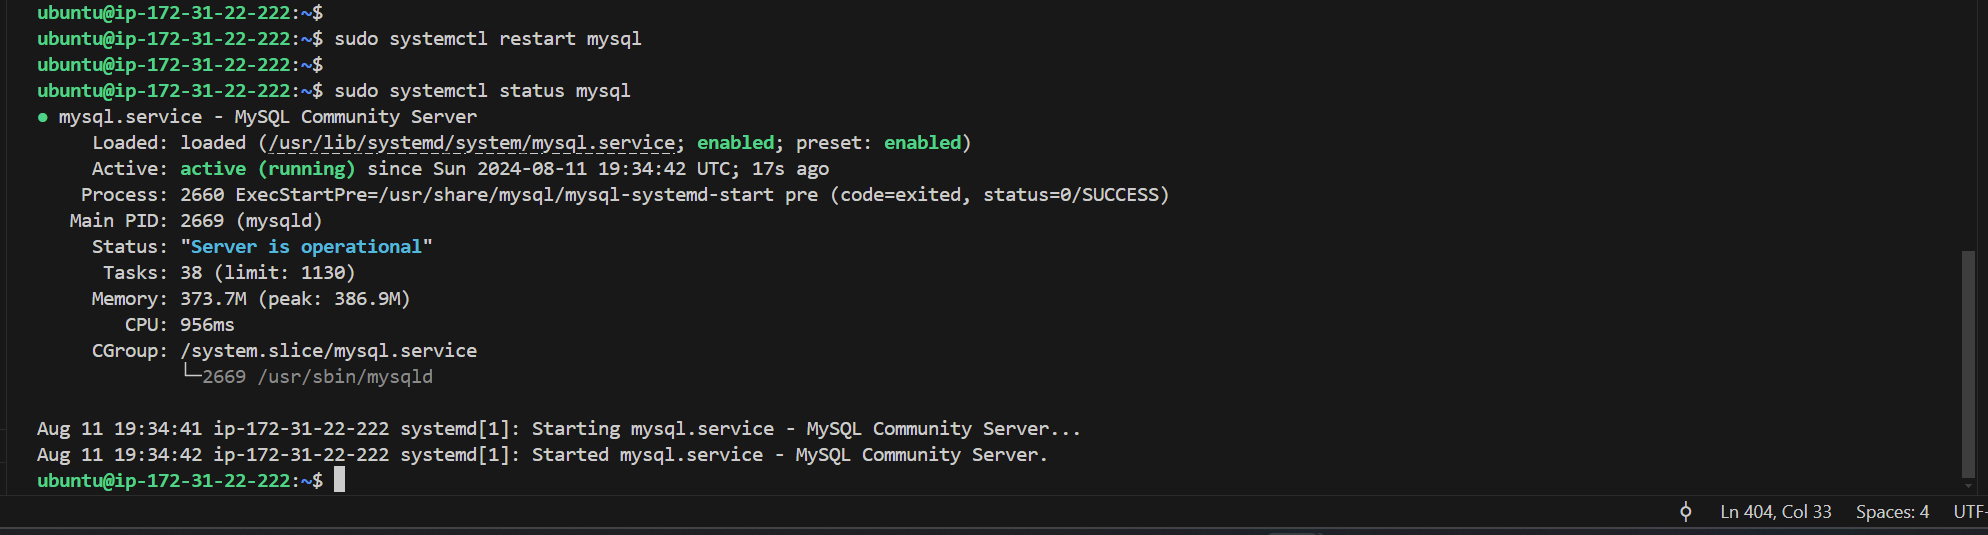 ubuntu@ip-172-31-22-222:~$
ubuntu@ip-172-31-22-222:~$ sudo systemctl restart mysql
ubuntu@ip-172-31-22-222:~$
ubuntu@ip-172-31-22-222:~$ sudo systemctl status mysql
● mysql.service - MySQL Community Server
     Loaded: loaded (/usr/lib/systemd/system/mysql.service; enabled; preset: enabled)
     Active: active (running) since Sun 2024-08-11 19:34:42 UTC; 17s ago
    Process: 2660 ExecStartPre=/usr/share/mysql/mysql-systemd-start pre (code=exited, status=0/SUCCESS)
   Main PID: 2669 (mysqld)
     Status: "Server is operational"
      Tasks: 38 (limit: 1130)
     Memory: 373.7M (peak: 386.9M)
        CPU: 956ms
     CGroup: /system.slice/mysql.service
             └─2669 /usr/sbin/mysqld
Aug 11 19:34:41 ip-172-31-22-222 systemd[1]: Starting mysql.service - MySQL Community Server...
Aug 11 19:34:42 ip-172-31-22-222 systemd[1]: Started mysql.service - MySQL Community Server.
ubuntu@ip-172-31-22-222:~$
Ln 404, Col 33 Spaces: 4 UTF-